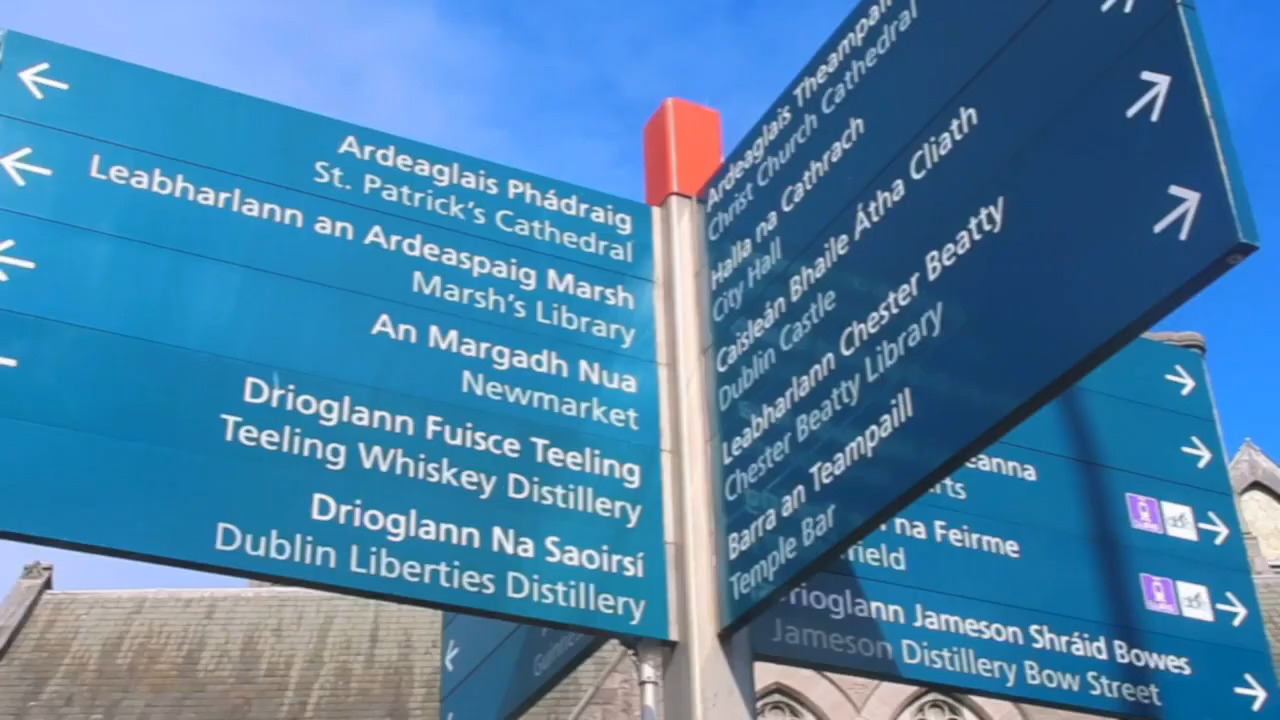 Ardeaglais Phádraig
St. Patrick's Cathedral
Leabharlann an Ardeaspaig Marsh
Marsh's Library
An Margadh Nua
Newmarket
Drioglann Fuisce Teeling
Teeling Whiskey Distillery
Drioglann Na Saoirsí
Dublin Liberties Distillery
Ardeaglais Theampaill
Christ Church Cathedral
Halla na Cathrach
City Hall
Caisleán Bhaile Átha Cliath
Dublin Castle
Leabharlann Chester Beatty
Chester Beatty Library
Barra an Teampaill
Temple Bar
na Feirme
Drioglann Jameson Shráid Bowes
Jameson Distillery Bow Street